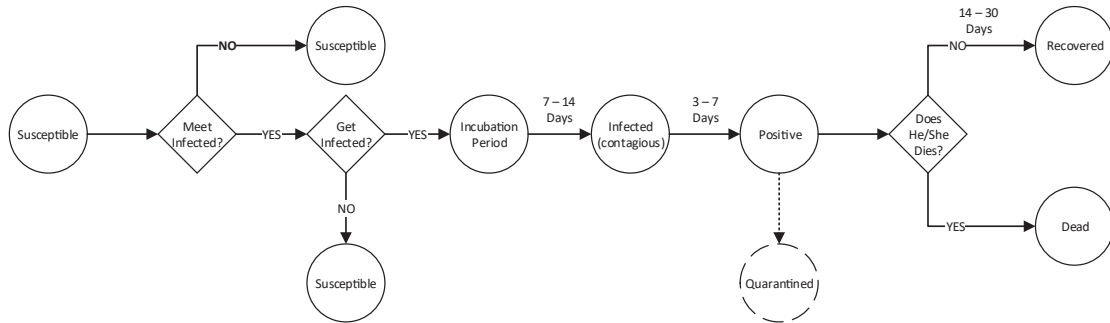 14 – 30
Days
NO
Susceptible
NO
Recovered
7 – 14
Days
3 – 7
Days
Susceptible
Meet
Infected?
YES
Get
Infected?
YES
Incubation
Period
Infected
(contagious)
Positive
Does
He/She
Dies?
NO
YES
Dead
Susceptible
Quarantined